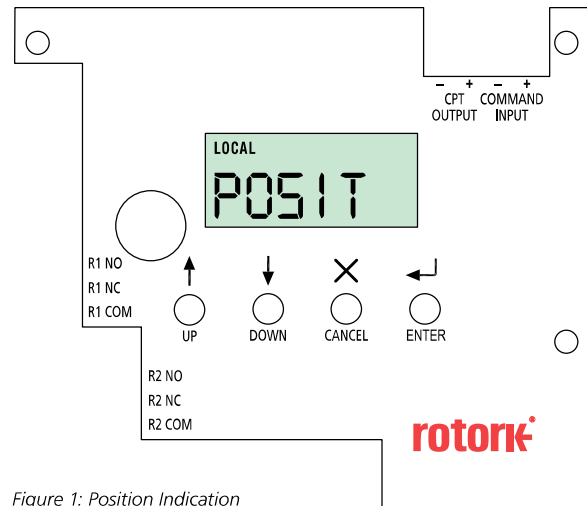 − + − +
CPT COMMAND
OUTPUT INPUT
LOCAL
POSIT
R1 NO
R1 NC
R1 COM
UP DOWN CANCEL ENTER
R2 NO
R2 NC
R2 COM
rotork
Figure 1: Position Indication